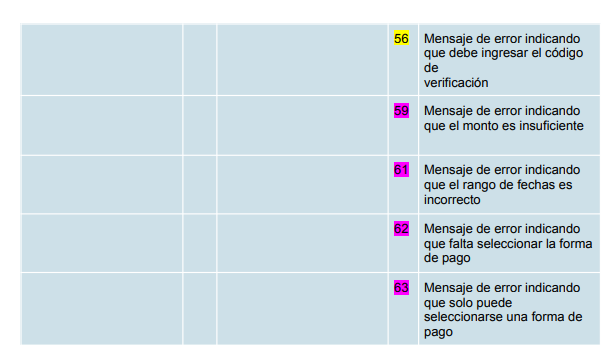 56 Mensaje de error indicando
que debe ingresar el código
de
verificación
59 Mensaje de error indicando
que el monto es insuficiente
61 Mensaje de error indicando
que el rango de fechas es
incorrecto
62 Mensaje de error indicando
que falta seleccionar la forma
de pago
63 Mensaje de error indicando
que solo puede
seleccionarse una forma de
pago